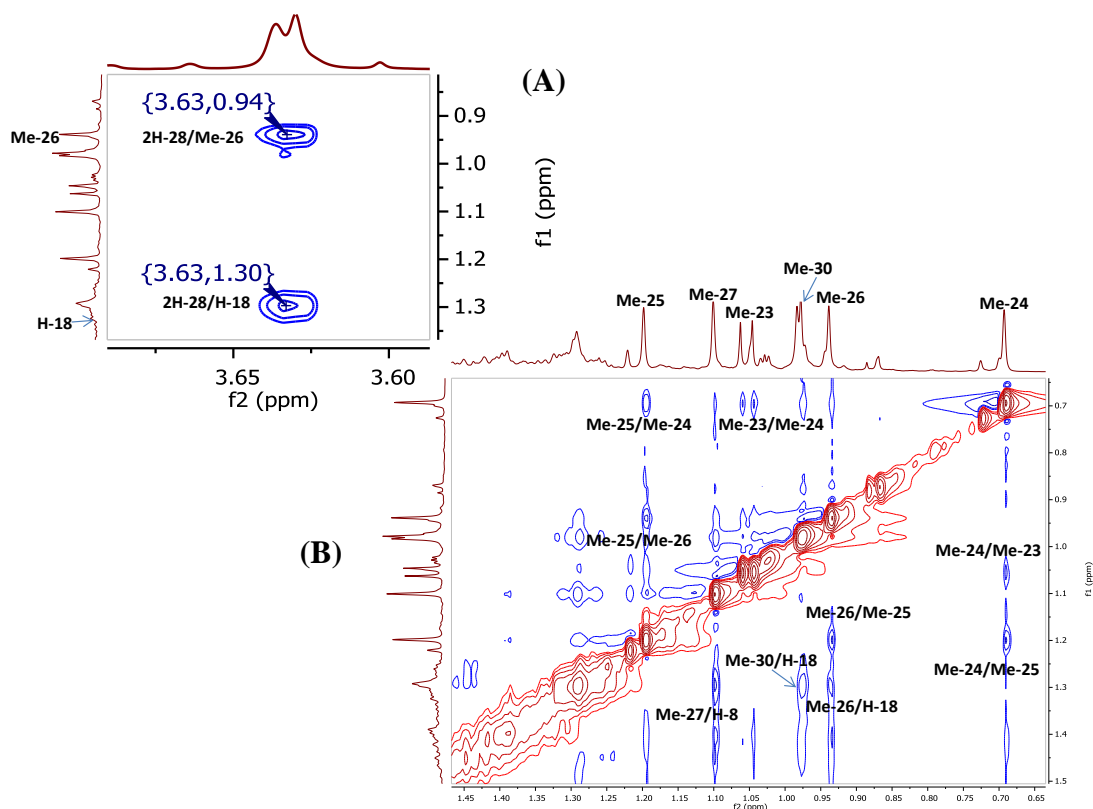 (A)
{3.63,0.94}
2H-28/Me-26
Me-26
0.9
1.0
1.1
1.2
1.3
f1 (ppm)
{3.63,1.30}
2H-28/H-18
H-18
3.65
3.60
f2 (ppm)
(B)
Me-25
Me-27
Me-23
Me-30
Me-26
Me-24
Me-25/Me-24
Me-23/Me-24
Me-25/Me-26
Me-24/Me-23
Me-26/Me-25
Me-30/H-18
Me-24/Me-25
Me-26/H-18
Me-27/H-8
0.7
0.8
0.9
1.0
1.1
1.2
1.3
1.4
1.5
f1 (ppm)
1.45 1.40 1.35 1.30 1.25 1.20 1.15 1.10 1.05 1.00 0.95 0.90 0.85 0.80 0.75 0.70 0.65
f2 (ppm)